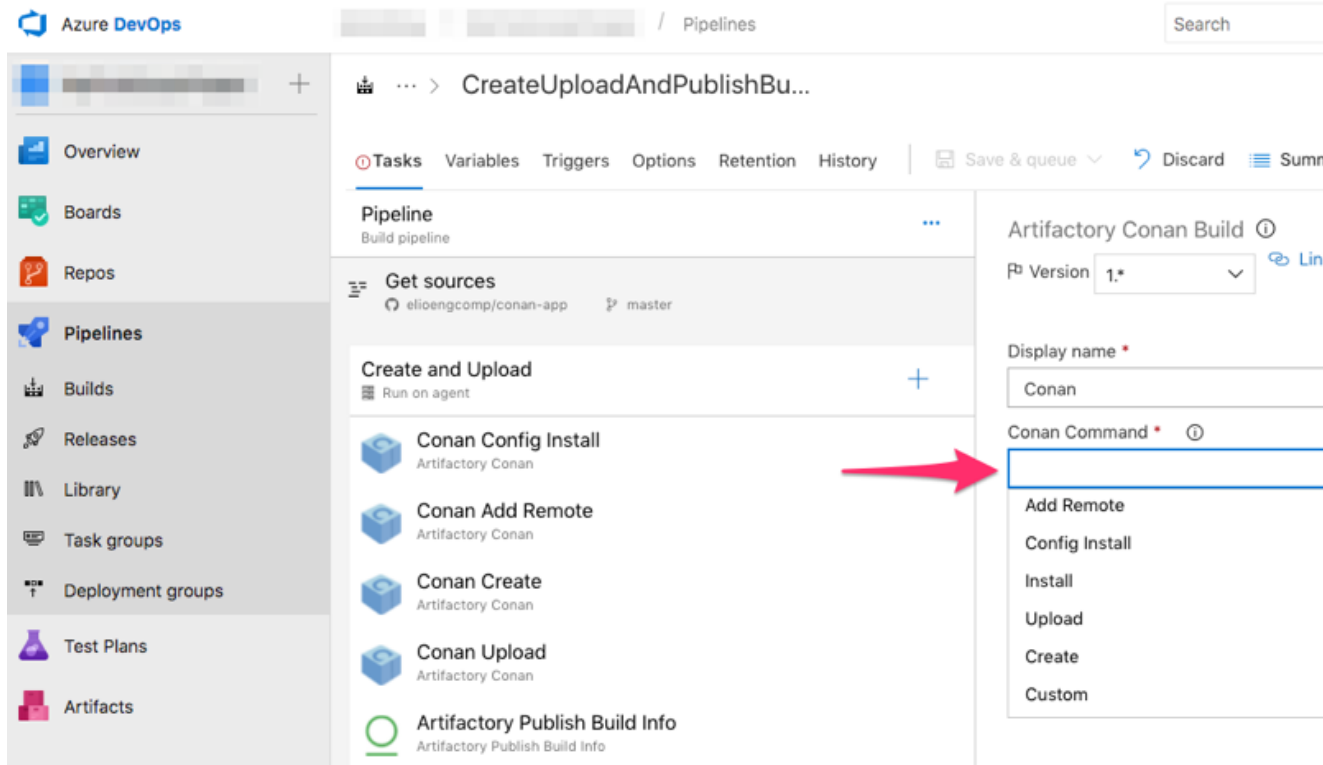 Azure DevOps
/ Pipelines
Search
Overview
Boards
Repos
Pipelines
Builds
Releases
Library
Task groups
Deployment groups
Test Plans
Artifacts
... > CreateUploadAndPublishBu...
Tasks Variables Triggers Options Retention History Save & queue Discard Summ
Pipeline
Build pipeline
Get sources
elioengcomp/conan-app master
Create and Upload
Run on agent
Conan Config Install
Artifactory Conan
Conan Add Remote
Artifactory Conan
Conan Create
Artifactory Conan
Conan Upload
Artifactory Conan
Artifactory Publish Build Info
Artifactory Publish Build Info
Artifactory Conan Build
Version 1.* Lin
Display name *
Conan
Conan Command *
Add Remote
Config Install
Install
Upload
Create
Custom